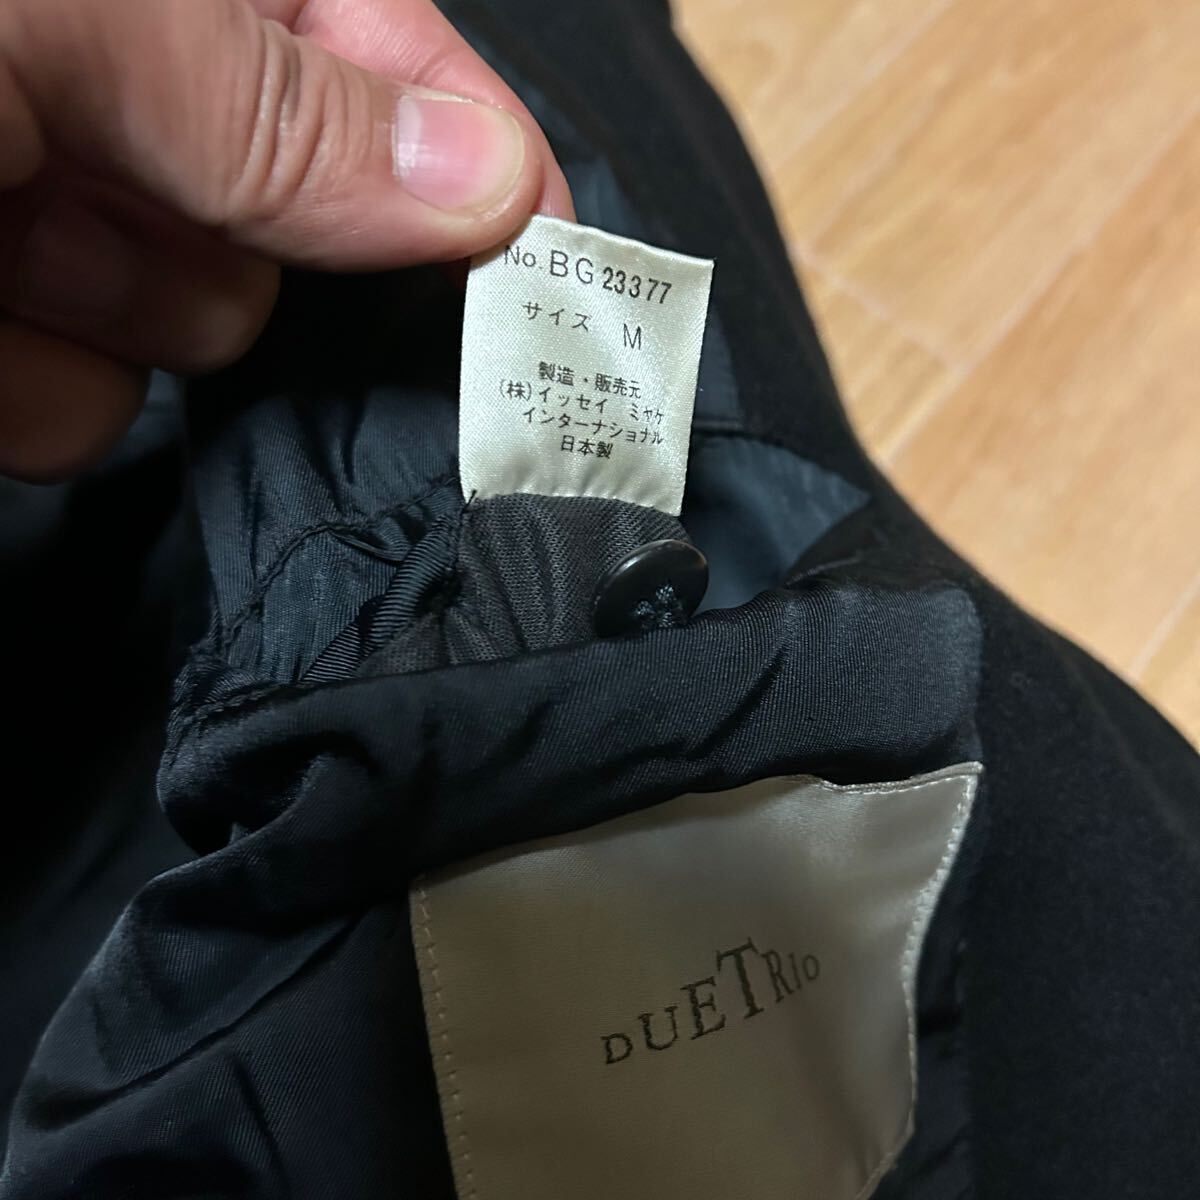 No. BG 23377
サイズ M
製造・販売元
(株)イッセイ ミヤケ
インターナショナル
日本製
DUETRIO